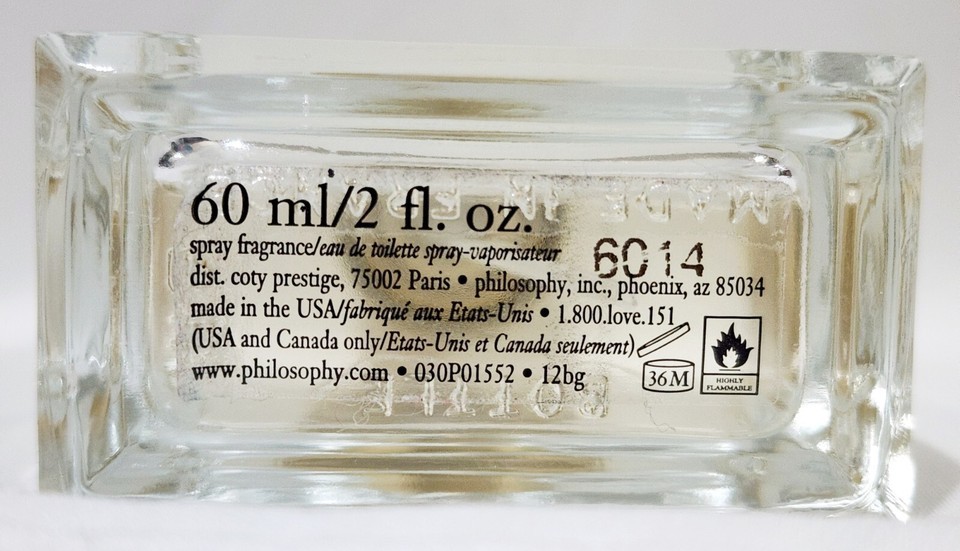 60 ml/2 fl. oz.
spray fragrance/eau de toilette spray-vaporisateur
6014
dist. coty prestige, 75002 Paris • philosophy, inc., phoenix, az 85034
made in the USA/fabriqué aux Etats-Unis • 1.800.love.151
(USA and Canada only/Etats-Unis et Canada seulement)
www.philosophy.com • 030P01552 • 12bg
36M
HIGHLY
FLAMMABLE
MADE IN